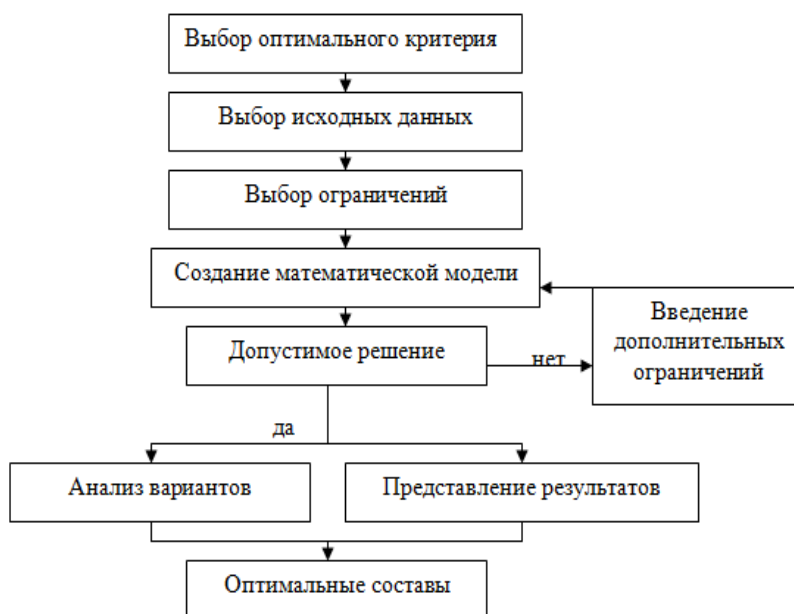 Выбор оптимального критерия
Выбор исходных данных
Выбор ограничений
Создание математической модели
Введение
дополнительных
ограничений
Допустимое решение
нет
да
Анализ вариантов
Представление результатов
Оптимальные составы